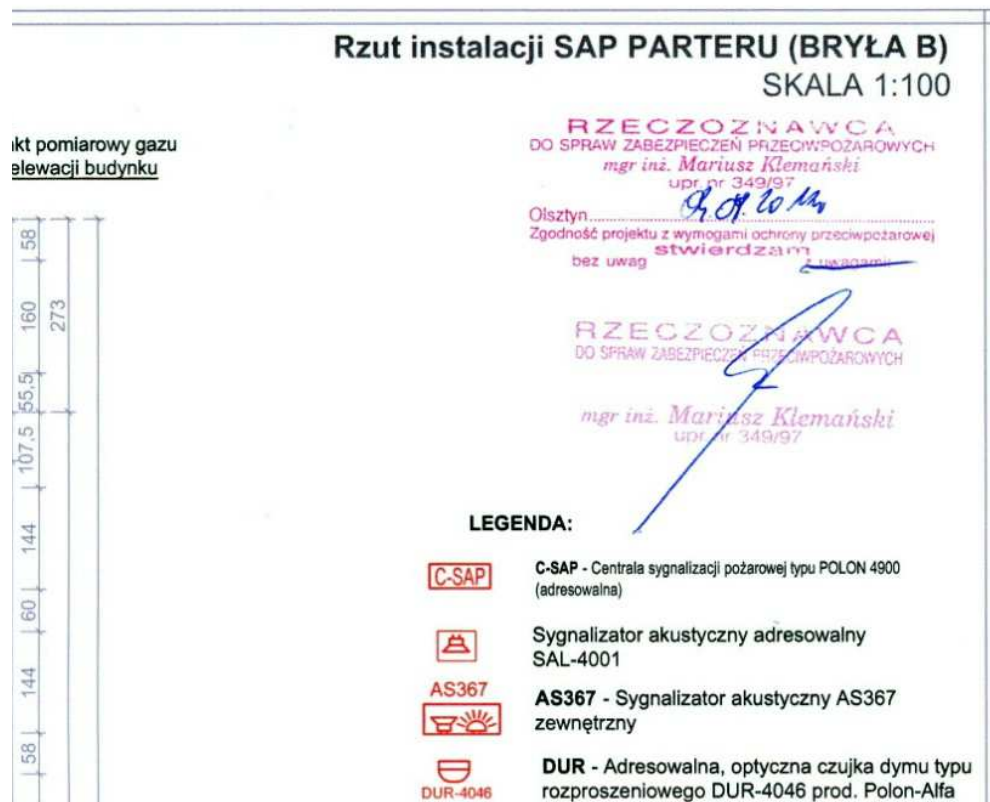 Rzut instalacji SAP PARTERU (BRYŁA B)
SKALA 1:100
kt pomiarowy gazu
elewacji budynku
RZECZOZNAWCA
DO SPRAW ZABEZPIECZEŃ PRZECIWPOŻAROWYCH
mgr inż. Mariusz Klemański
upr. nr 349/97
Olsztyn
Zgodność projektu z wymogami ochrony przeciwpożarowej
stwierdzam
bez uwag z uwagami
RZECZOZNAWCA
DO SPRAW ZABEZPIECZEŃ PRZECIWPOŻAROWYCH
mgr inż. Mariusz Klemański
upr. nr 349/97
58
160
273
55,5
107,5
144
60
144
58
LEGENDA:
C-SAP
C-SAP - Centrala sygnalizacji pożarowej typu POLON 4900
(adresowalna)
Sygnalizator akustyczny adresowalny
SAL-4001
AS367
AS367 - Sygnalizator akustyczny AS367
zewnętrzny
DUR-4046
DUR - Adresowalna, optyczna czujka dymu typu
rozproszeniowego DUR-4046 prod. Polon-Alfa